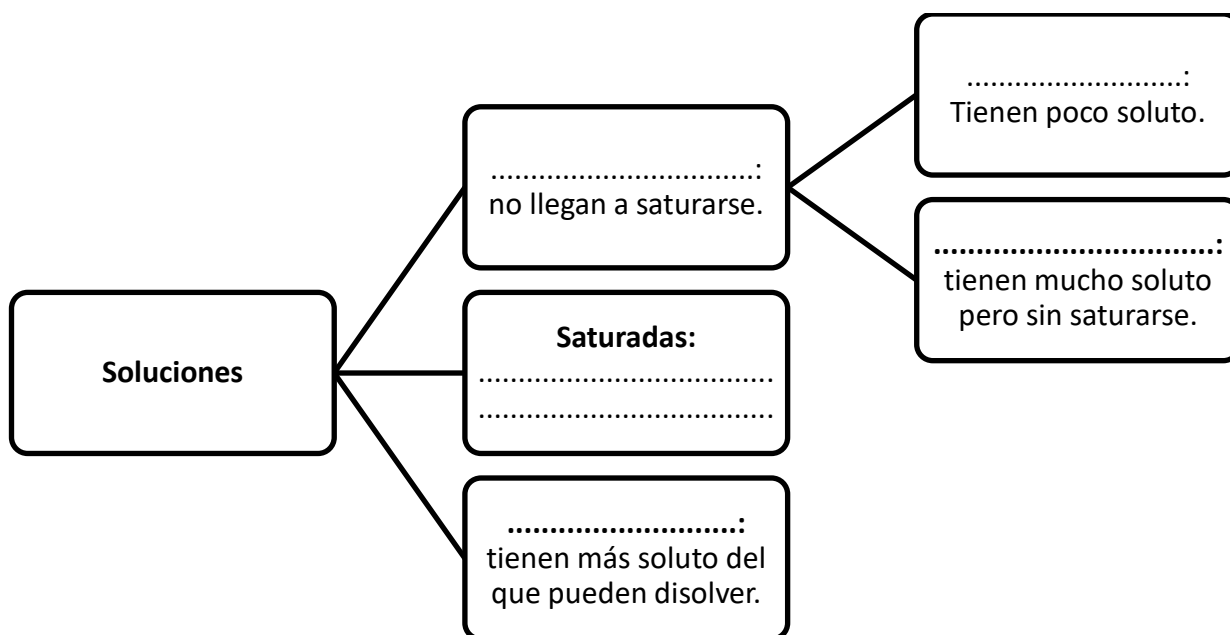 Soluciones
.................................:
no llegan a saturarse.
Saturadas:
.....................................
.....................................
...........................:
tienen más soluto del
que pueden disolver.
...........................:
Tienen poco soluto.
.................................:
tienen mucho soluto
pero sin saturarse.